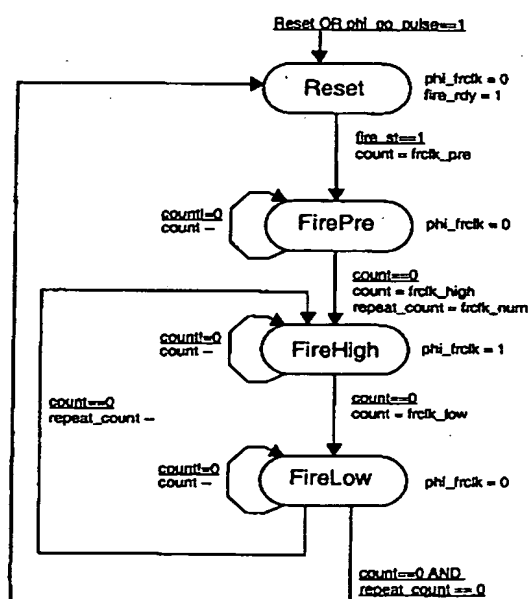 Reset OR phi_go_pulse==1
Reset
phi_frclk = 0
fire_rdy = 1
fire_st==1
count = frclk_pre
count!=0
count --
FirePre
phi_frclk = 0
count==0
count = frclk_high
repeat_count = frclk_num
count!=0
count --
FireHigh
phi_frclk = 1
count==0
repeat_count --
count==0
count = frclk_low
count!=0
count --
FireLow
phi_frclk = 0
count==0 AND
repeat_count == 0